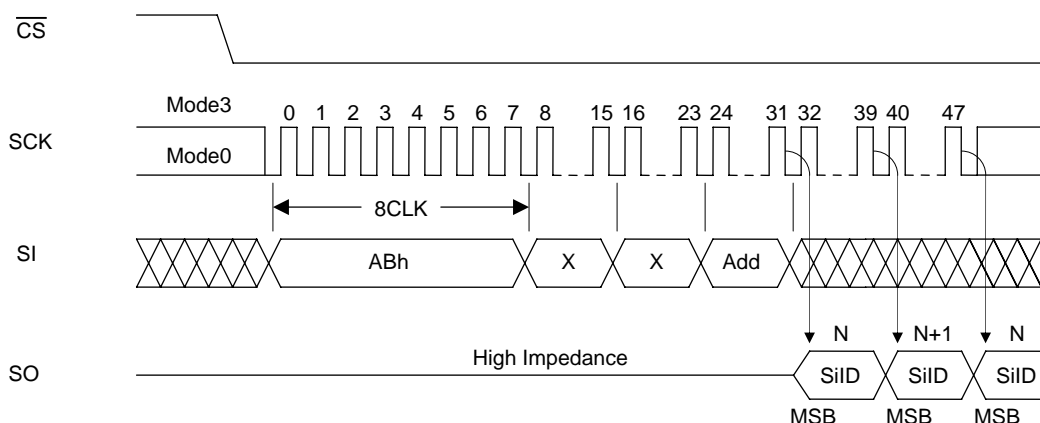 CS
Mode3
0 1 2 3 4 5 6 7 8 15 16 23 24 31 32 39 40 47
SCK
Mode0
8CLK
SI
ABh X X Add
N N+1 N
High Impedance
SO
SiID SiID SiID
MSB MSB MSB